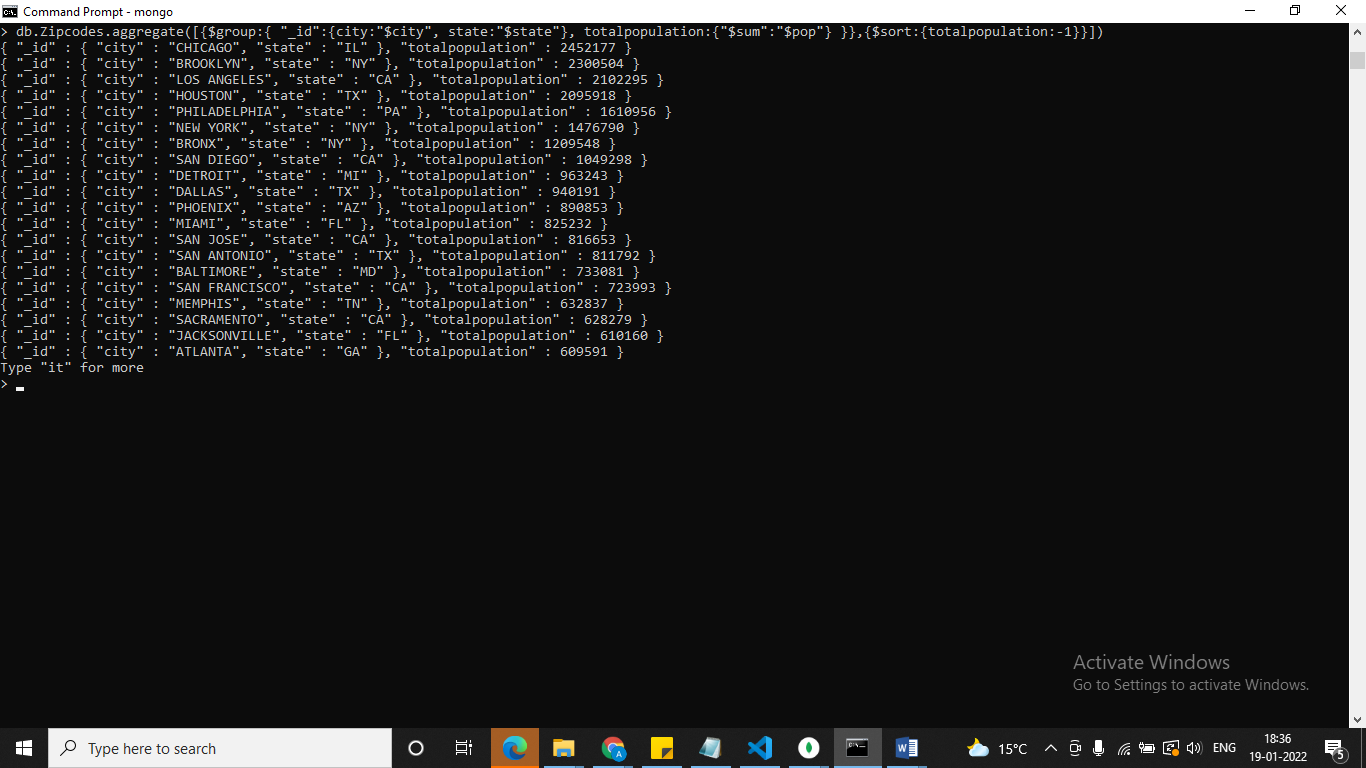 Command Prompt - mongo
> db.Zipcodes.aggregate([{$group:{ "_id":{city:"$city", state:"$state"}, totalpopulation:{"$sum":"$pop"} }},{$sort:{totalpopulation:-1}}])
{ "_id" : { "city" : "CHICAGO", "state" : "IL" }, "totalpopulation" : 2452177 }
{ "_id" : { "city" : "BROOKLYN", "state" : "NY" }, "totalpopulation" : 2300504 }
{ "_id" : { "city" : "LOS ANGELES", "state" : "CA" }, "totalpopulation" : 2102295 }
{ "_id" : { "city" : "HOUSTON", "state" : "TX" }, "totalpopulation" : 2095918 }
{ "_id" : { "city" : "PHILADELPHIA", "state" : "PA" }, "totalpopulation" : 1610956 }
{ "_id" : { "city" : "NEW YORK", "state" : "NY" }, "totalpopulation" : 1476790 }
{ "_id" : { "city" : "BRONX", "state" : "NY" }, "totalpopulation" : 1209548 }
{ "_id" : { "city" : "SAN DIEGO", "state" : "CA" }, "totalpopulation" : 1049298 }
{ "_id" : { "city" : "DETROIT", "state" : "MI" }, "totalpopulation" : 963243 }
{ "_id" : { "city" : "DALLAS", "state" : "TX" }, "totalpopulation" : 940191 }
{ "_id" : { "city" : "PHOENIX", "state" : "AZ" }, "totalpopulation" : 890853 }
{ "_id" : { "city" : "MIAMI", "state" : "FL" }, "totalpopulation" : 825232 }
{ "_id" : { "city" : "SAN JOSE", "state" : "CA" }, "totalpopulation" : 816653 }
{ "_id" : { "city" : "SAN ANTONIO", "state" : "TX" }, "totalpopulation" : 811792 }
{ "_id" : { "city" : "BALTIMORE", "state" : "MD" }, "totalpopulation" : 733081 }
{ "_id" : { "city" : "SAN FRANCISCO", "state" : "CA" }, "totalpopulation" : 723993 }
{ "_id" : { "city" : "MEMPHIS", "state" : "TN" }, "totalpopulation" : 632837 }
{ "_id" : { "city" : "SACRAMENTO", "state" : "CA" }, "totalpopulation" : 628279 }
{ "_id" : { "city" : "JACKSONVILLE", "state" : "FL" }, "totalpopulation" : 610160 }
{ "_id" : { "city" : "ATLANTA", "state" : "GA" }, "totalpopulation" : 609591 }
Type "it" for more
>
Activate Windows
Go to Settings to activate Windows.
Type here to search
15°C
ENG
18:36
19-01-2022
5